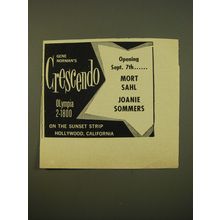 GENE
NORMAN'S
Crescendo
OLympia
2-1800
Opening
Sept. 7th......
MORT
SAHL
JOANIE
SOMMERS
ON THE SUNSET STRIP
HOLLYWOOD, CALIFORNIA